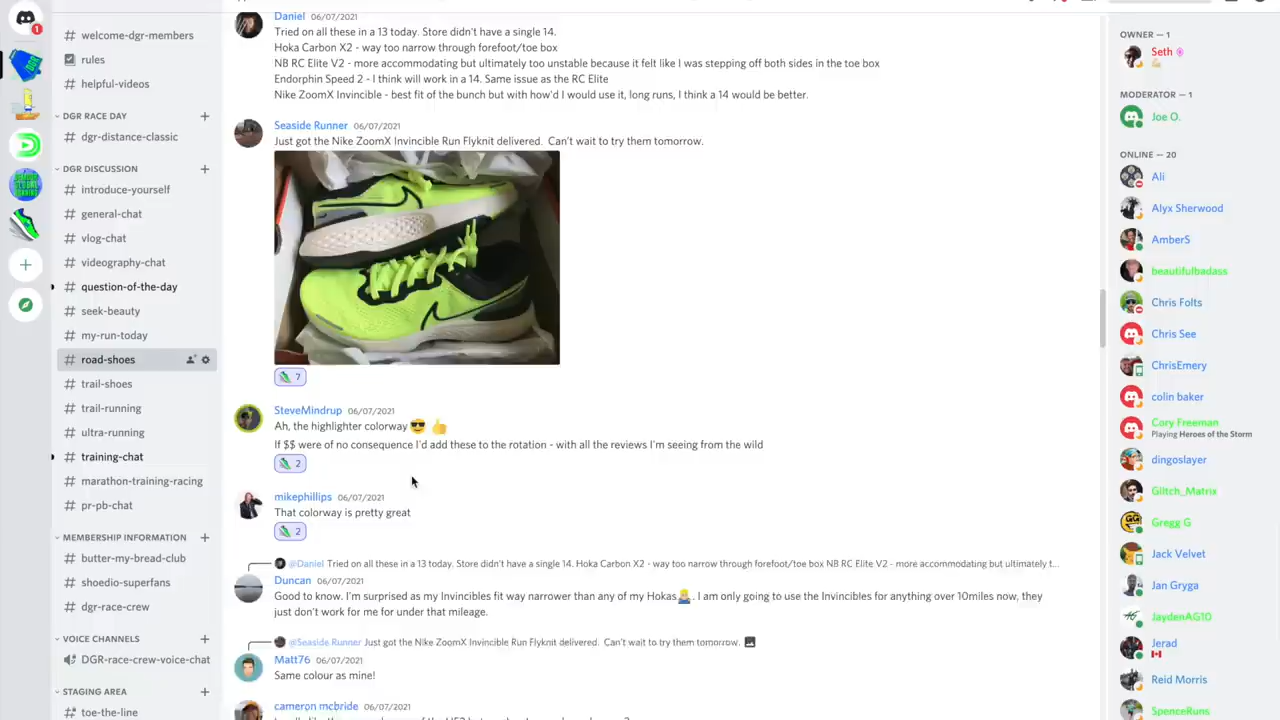 1
welcome-dgr-members
rules
helpful-videos
DGR RACE DAY
dgr-distance-classic
DGR DISCUSSION
introduce-yourself
general-chat
vlog-chat
videography-chat
question-of-the-day
seek-beauty
my-run-today
road-shoes
trail-shoes
trail-running
ultra-running
training-chat
marathon-training-racing
pr-pb-chat
MEMBERSHIP INFORMATION
butter-my-bread-club
shoedio-superfans
dgr-race-crew
VOICE CHANNELS
DGR-race-crew-voice-chat
STAGING AREA
toe-the-line
Daniel 06/07/2021
Tried on all these in a 13 today. Store didn't have a single 14.
Hoka Carbon X2 - way too narrow through forefoot/toe box
NB RC Elite V2 - more accommodating but ultimately too unstable because it felt like I was stepping off both sides in the toe box
Endorphin Speed 2 - I think will work in a 14. Same issue as the RC Elite
Nike ZoomX Invincible - best fit of the bunch but with how'd I would use it, long runs, I think a 14 would be better.
Seaside Runner 06/07/2021
Just got the Nike ZoomX Invincible Run Flyknit delivered. Can't wait to try them tomorrow.
7
SteveMindrup 06/07/2021
Ah, the highlighter colorway 😎 👍
If $$ were of no consequence I'd add these to the rotation - with all the reviews I'm seeing from the wild
2
mikephillips 06/07/2021
That colorway is pretty great
2
@Daniel Tried on all these in a 13 today. Store didn't have a single 14. Hoka Carbon X2 - way too narrow through forefoot/toe box NB RC Elite V2 - more accommodating but ultimately too unstable because it felt like I was stepping off both sides in the t...
Duncan 06/07/2021
Good to know. I'm surprised as my Invincibles fit way narrower than any of my Hokas. I am only going to use the Invincibles for anything over 10miles now, they
just don't work for me for under that mileage.
@Seaside Runner Just got the Nike ZoomX Invincible Run Flyknit delivered. Can't wait to try them tomorrow.
Matt76 06/07/2021
Same colour as mine!
cameron mcbride 06/07/2021
OWNER — 1
Seth
MODERATOR — 1
Joe O.
ONLINE — 20
Ali
Alyx Sherwood
AmberS
beautifulbadass
Chris Folts
Chris See
ChrisEmery
colin baker
Cory Freeman
Playing Heroes of the Storm
dingoslayer
Glitch_Matrix
Gregg G
Jack Velvet
Jan Gryga
JaydenAG10
Jerad
Reid Morris
SpenceRuns